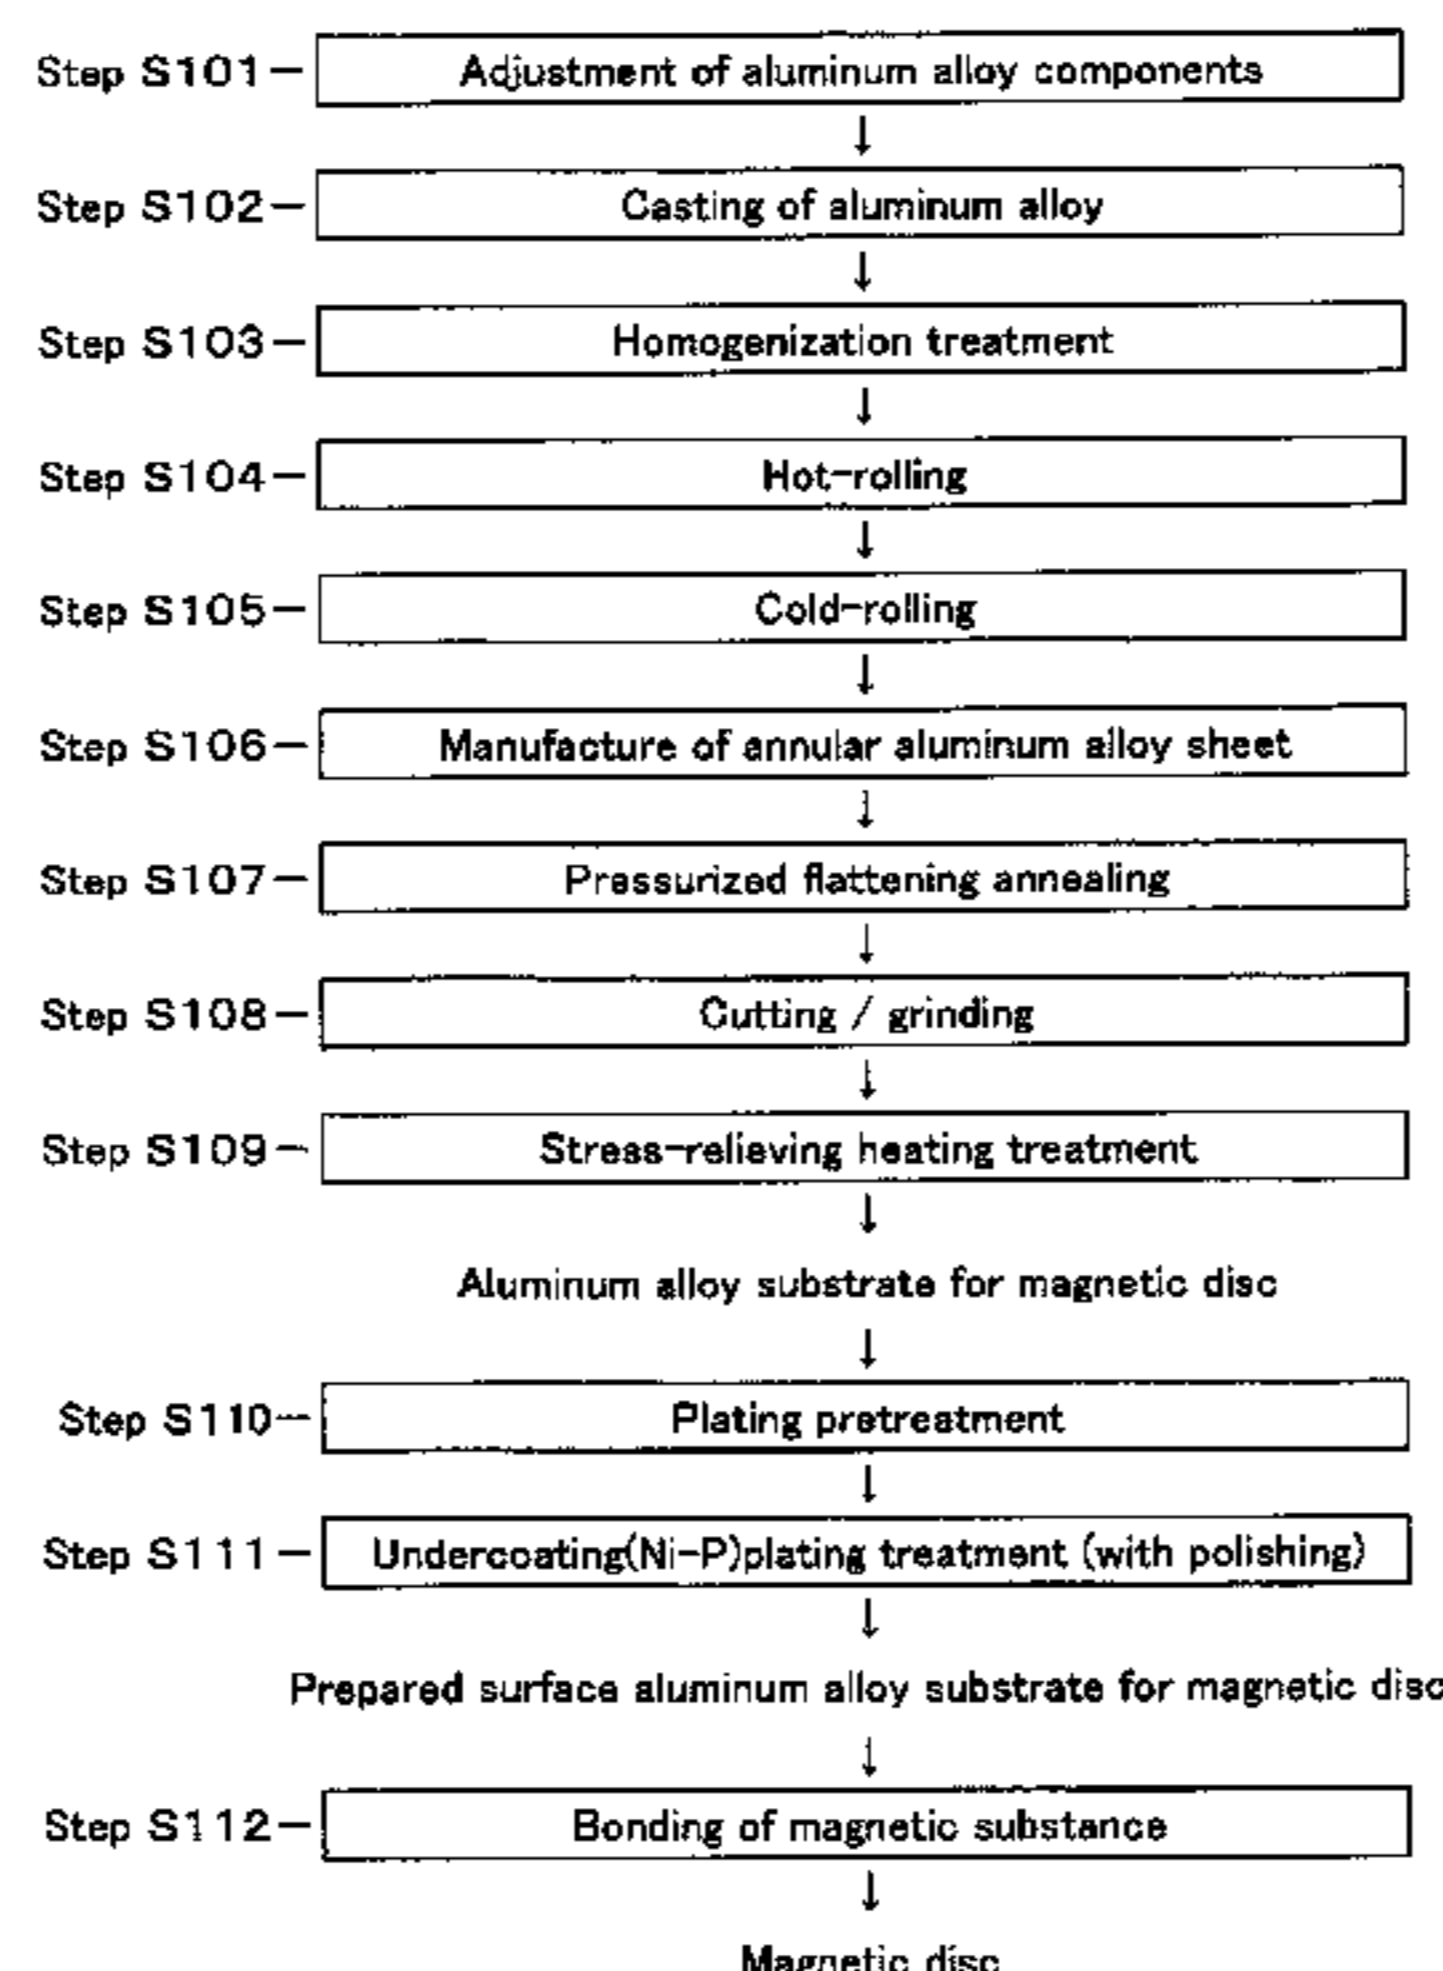 Step S101 Adjustment of aluminum alloy components
Step S102 Casting of aluminum alloy
Step S103 Homogenization treatment
Step S104 Hot-rolling
Step S105 Cold-rolling
Step S106 Manufacture of annular aluminum alloy sheet
Step S107 Pressurized flattening annealing
Step S108 Cutting / grinding
Step S109 Stress-relieving heating treatment
Aluminum alloy substrate for magnetic disc
Step S110 Plating pretreatment
Step S111 Undercoating(Ni-P)plating treatment (with polishing)
Prepared surface aluminum alloy substrate for magnetic disc
Step S112 Bonding of magnetic substance
Magnetic disc